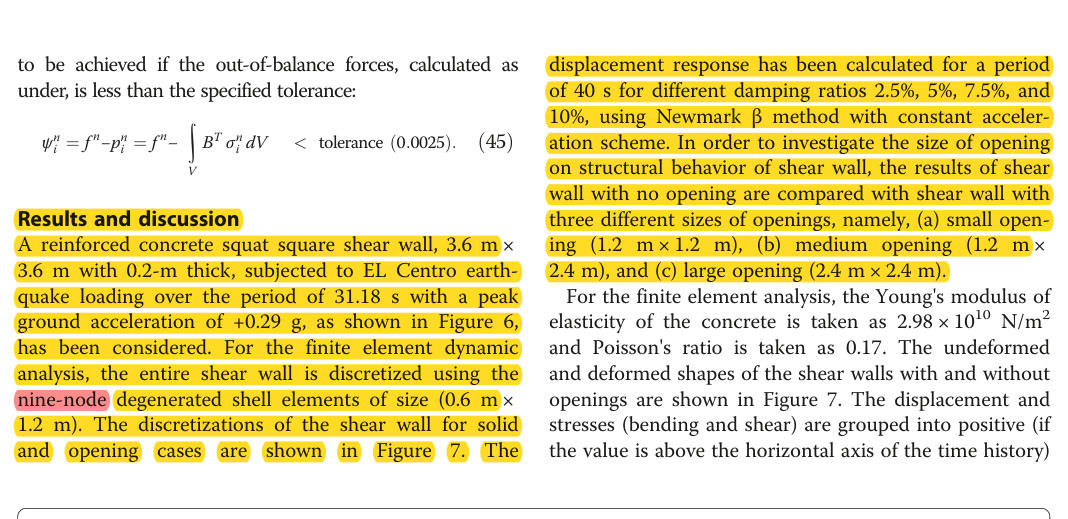 to be achieved if the out-of-balance forces, calculated as
under, is less than the specified tolerance:
ψᵢⁿ = fⁿ–pᵢⁿ = fⁿ– ∫V Bᵀ σᵢⁿ dV < tolerance (0.0025). (45)
Results and discussion
A reinforced concrete squat square shear wall, 3.6 m ×
3.6 m with 0.2-m thick, subjected to EL Centro earth-
quake loading over the period of 31.18 s with a peak
ground acceleration of +0.29 g, as shown in Figure 6,
has been considered. For the finite element dynamic
analysis, the entire shear wall is discretized using the
nine-node degenerated shell elements of size (0.6 m ×
1.2 m). The discretizations of the shear wall for solid
and opening cases are shown in Figure 7. The
displacement response has been calculated for a period
of 40 s for different damping ratios 2.5%, 5%, 7.5%, and
10%, using Newmark β method with constant acceler-
ation scheme. In order to investigate the size of opening
on structural behavior of shear wall, the results of shear
wall with no opening are compared with shear wall with
three different sizes of openings, namely, (a) small open-
ing (1.2 m × 1.2 m), (b) medium opening (1.2 m ×
2.4 m), and (c) large opening (2.4 m × 2.4 m).
For the finite element analysis, the Young's modulus of
elasticity of the concrete is taken as 2.98 × 10¹⁰ N/m²
and Poisson's ratio is taken as 0.17. The undeformed
and deformed shapes of the shear walls with and without
openings are shown in Figure 7. The displacement and
stresses (bending and shear) are grouped into positive (if
the value is above the horizontal axis of the time history)